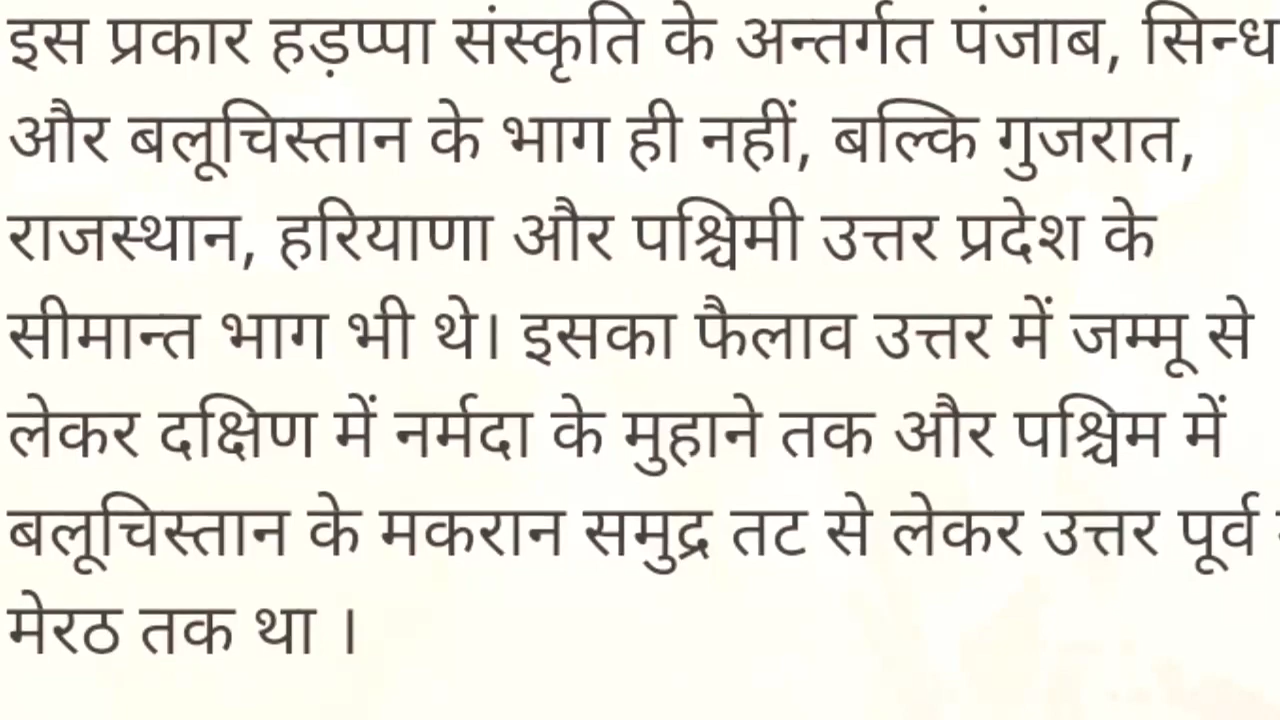 इस प्रकार हड़प्पा संस्कृति के अन्तर्गत पंजाब, सिन्ध
और बलूचिस्तान के भाग ही नहीं, बल्कि गुजरात,
राजस्थान, हरियाणा और पश्चिमी उत्तर प्रदेश के
सीमान्त भाग भी थे। इसका फैलाव उत्तर में जम्मू से
लेकर दक्षिण में नर्मदा के मुहाने तक और पश्चिम में
बलूचिस्तान के मकरान समुद्र तट से लेकर उत्तर पूर्व
मेरठ तक था ।